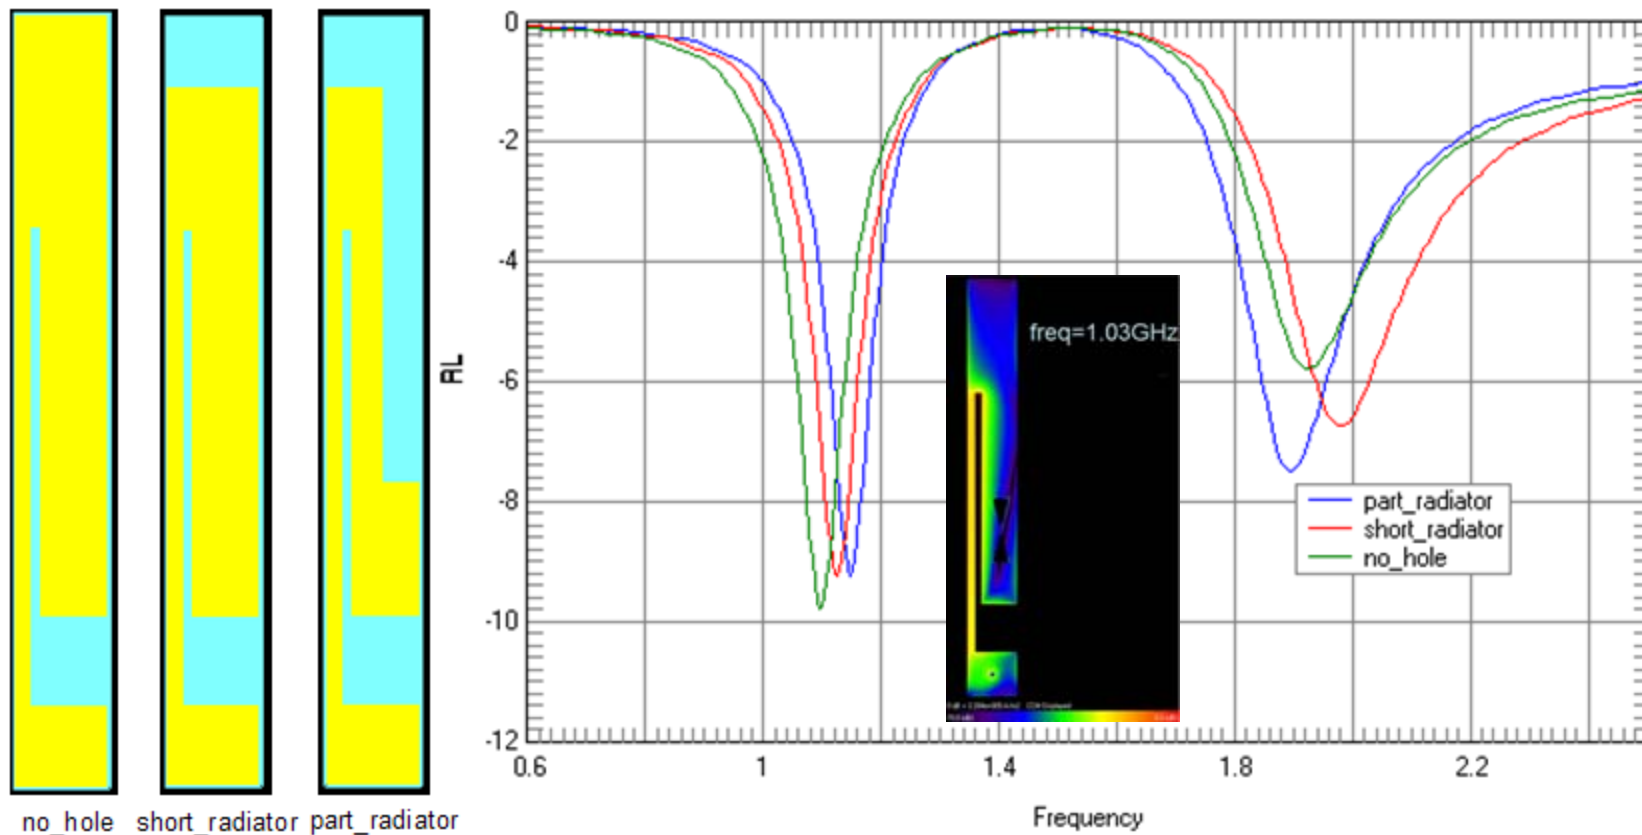 no_hole
short_radiator
part_radiator
RL
0
-2
-4
-6
-8
-10
-12
0.6
1
1.4
1.8
2.2
Frequency
freq=1.03GHz
part_radiator
short_radiator
no_hole